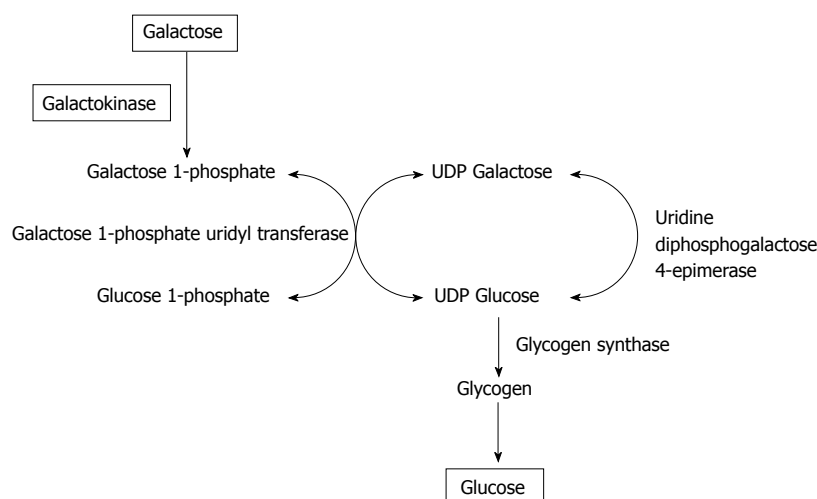 Galactose
Galactokinase
Galactose 1-phosphate
UDP Galactose
Galactose 1-phosphate uridyl transferase
Uridine
diphosphogalactose
4-epimerase
Glucose 1-phosphate
UDP Glucose
Glycogen synthase
Glycogen
Glucose